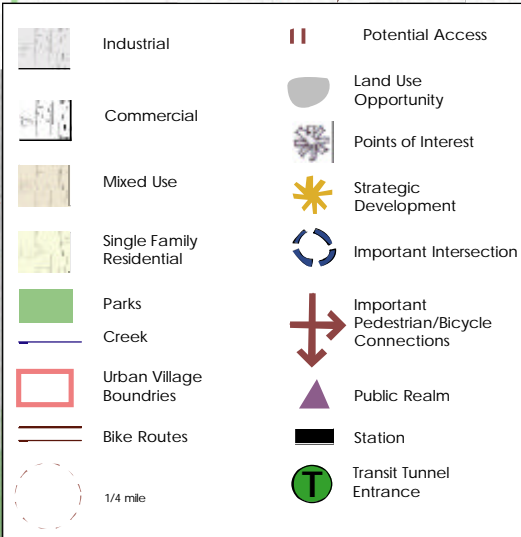 Industrial
Commercial
Mixed Use
Single Family
Residential
Parks
Creek
Urban Village
Boundries
Bike Routes
1/4 mile
Potential Access
Land Use
Opportunity
Points of Interest
Strategic
Development
Important Intersection
Important
Pedestrian/Bicycle
Connections
Public Realm
Station
T
Transit Tunnel
Entrance